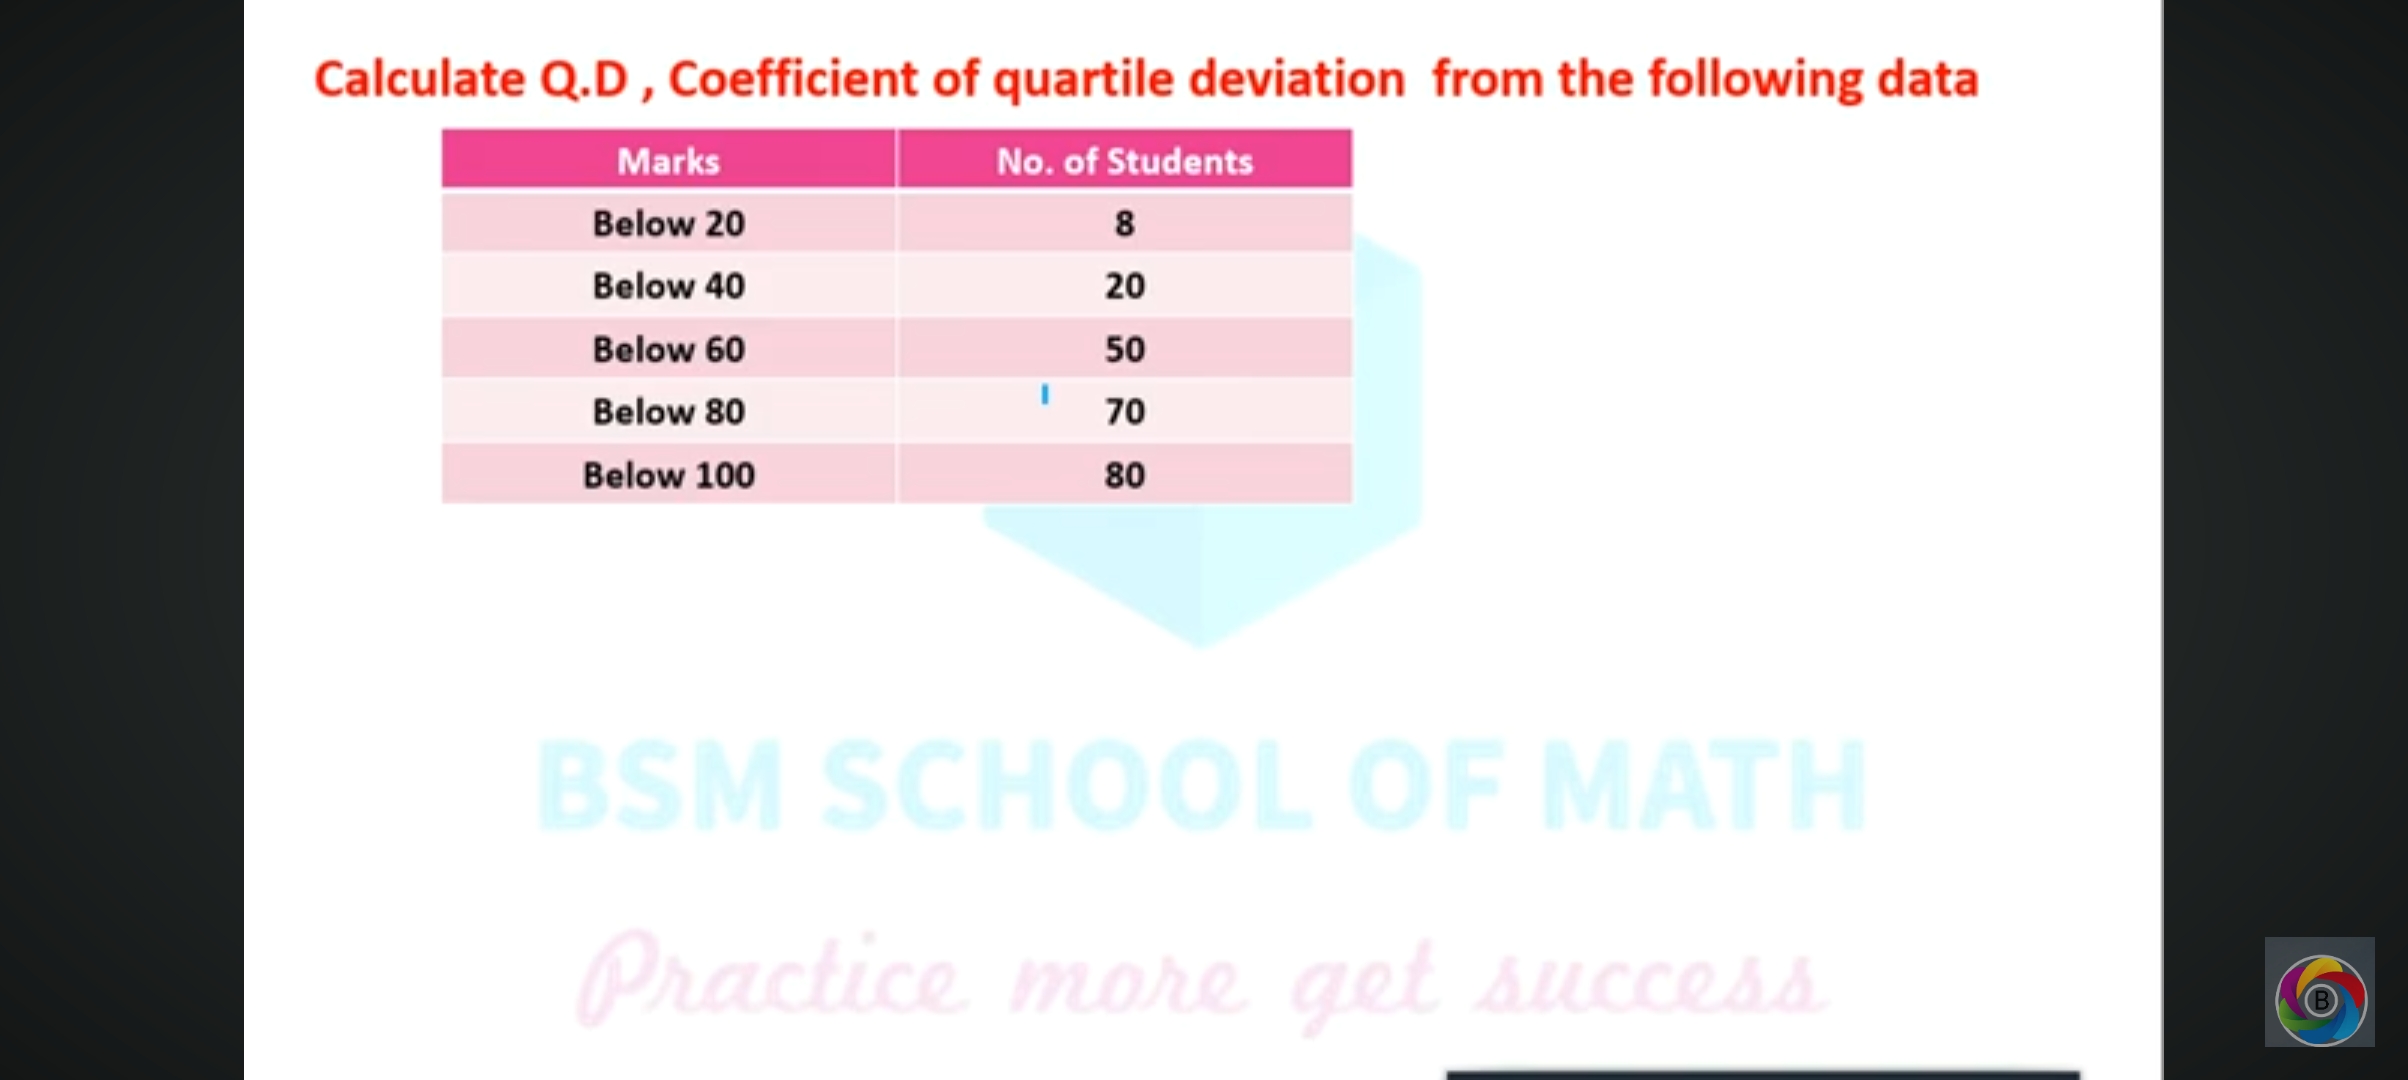 Calculate Q.D , Coefficient of quartile deviation from the following data
Marks No. of Students
Below 20 8
Below 40 20
Below 60 50
Below 80 70
Below 100 80
BSM SCHOOL OF MATH
Practice more get success
B